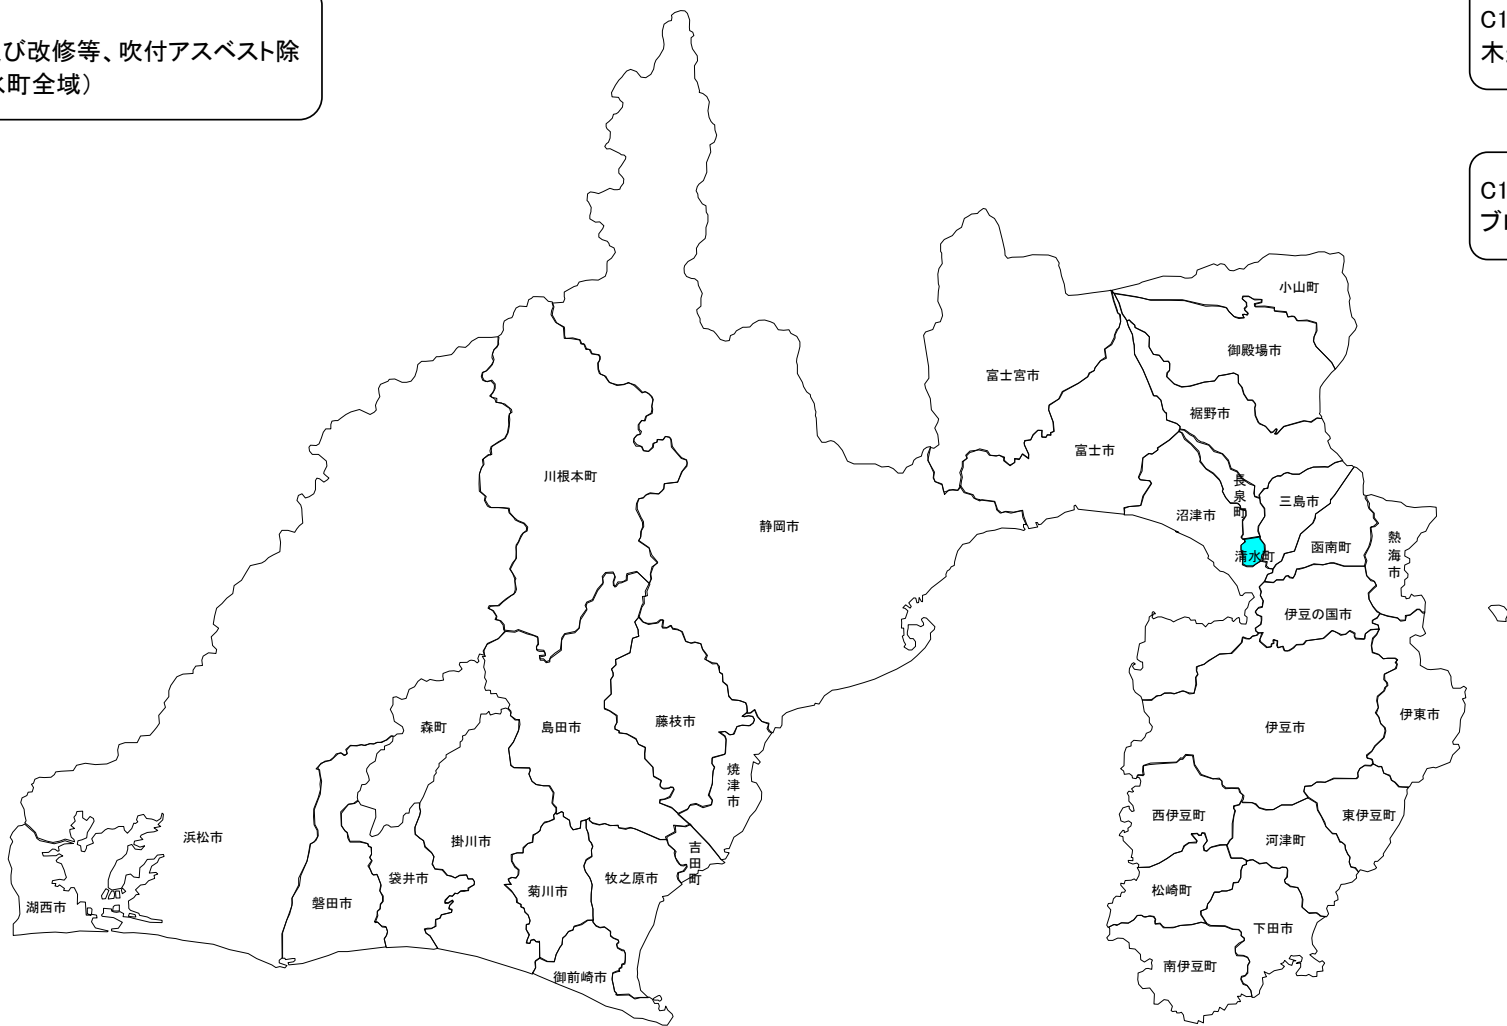 び改修等、吹付アスベスト除
町全域）
C1
木
C1
ブ
小山町
御殿場市
富士宮市
裾野市
富士市
川根本町
長泉町
三島市
沼津市
静岡市
函南町
熱海市
清水町
伊豆の国市
伊東市
島田市
藤枝市
森町
伊豆市
焼津市
西伊豆町
東伊豆町
浜松市
掛川市
河津町
吉田町
袋井市
牧之原市
菊川市
松崎町
磐田市
湖西市
下田市
南伊豆町
御前崎市